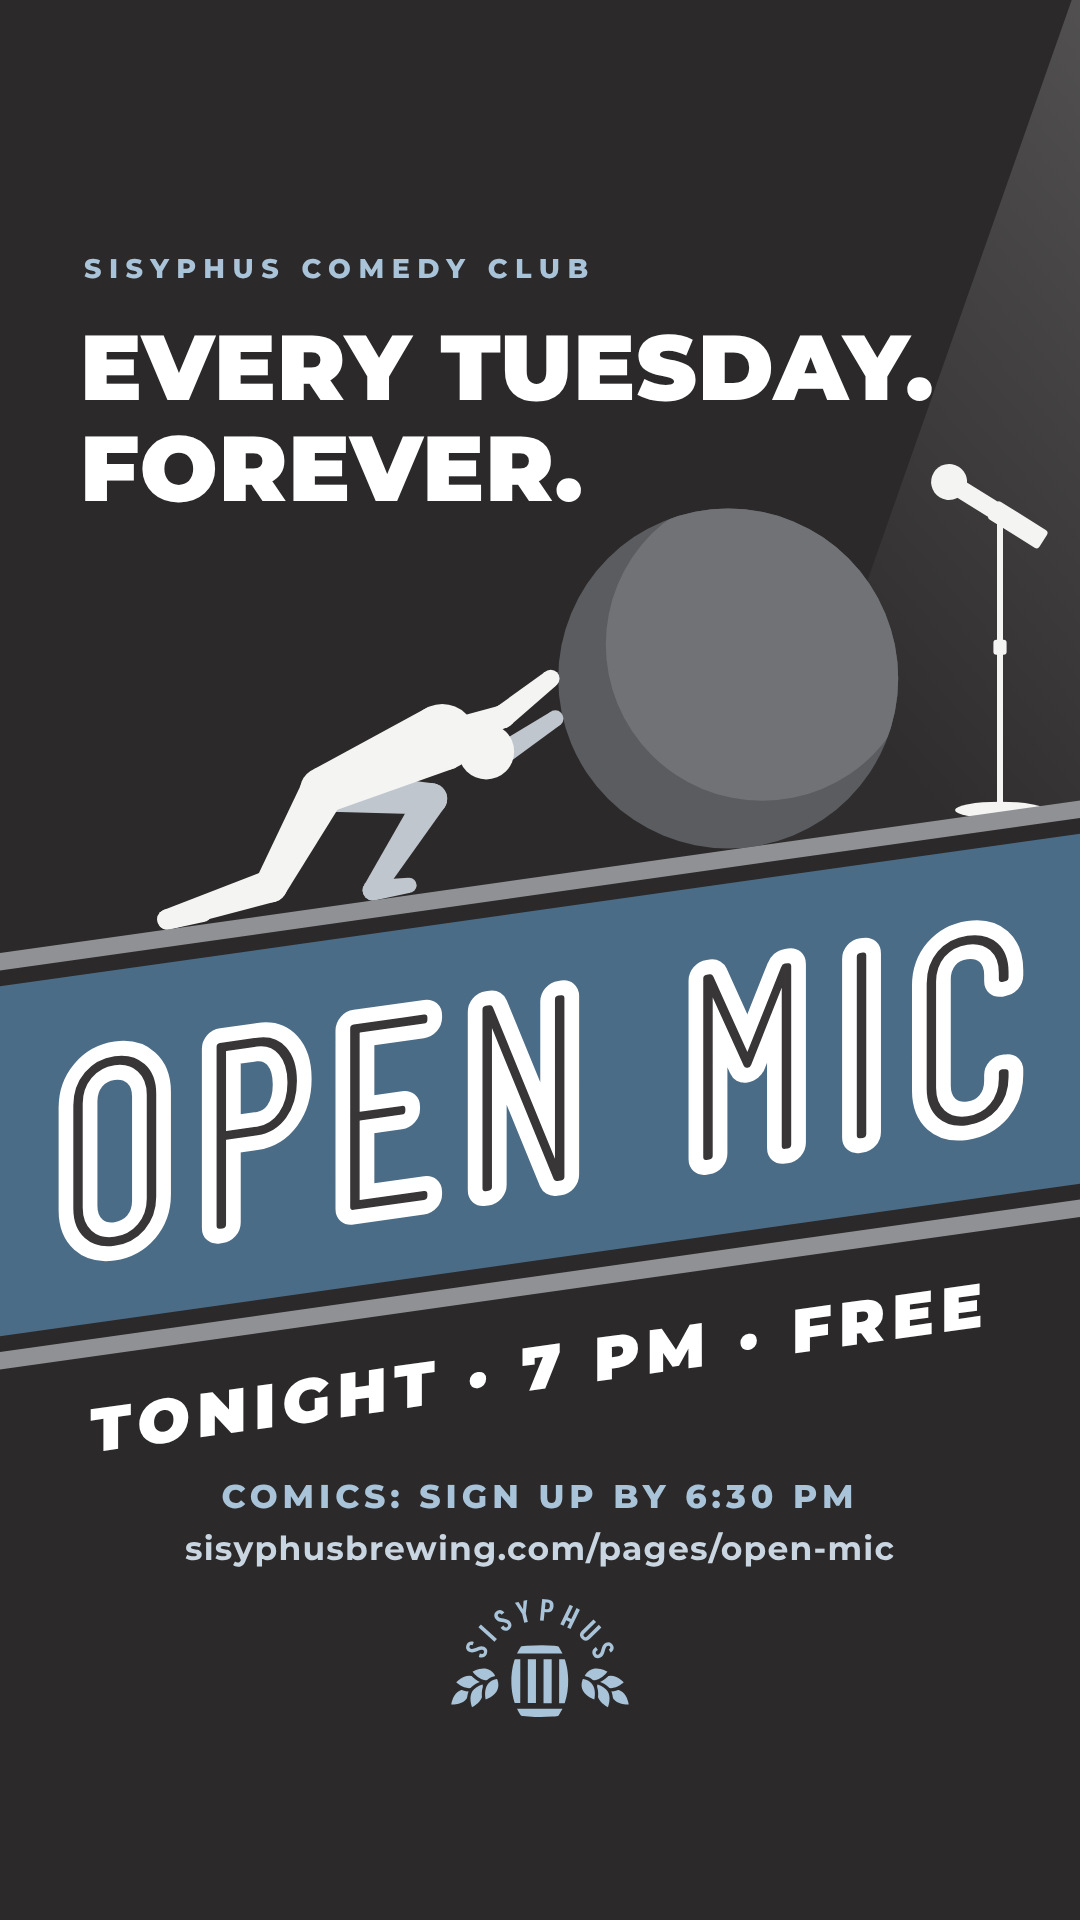 SISYPHUS COMEDY CLUB
EVERY TUESDAY.
FOREVER.
OPEN MIC
TONIGHT • 7 PM • FREE
COMICS: SIGN UP BY 6:30 PM
sisyphusbrewing.com/pages/open-mic
SISYPHUS